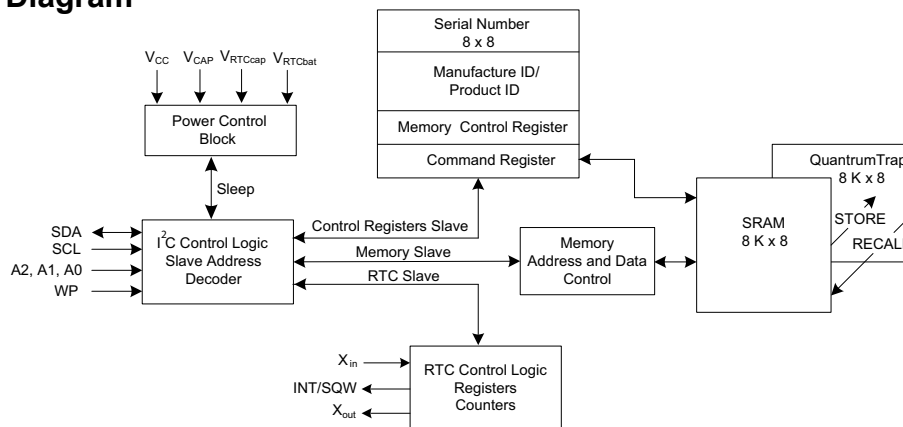 Diagram
Serial Number
8 x 8
Manufacture ID/
Product ID
Memory Control Register
Command Register
VCC VCAP VRTCcap VRTCbat
Power Control
Block
Sleep
QuantumTrap
8 K x 8
SRAM
8 K x 8
STORE
RECALL
SDA
SCL
A2, A1, A0
WP
I2C Control Logic
Slave Address
Decoder
Control Registers Slave
Memory Slave
RTC Slave
Memory
Address and Data
Control
Xin
INT/SQW
Xout
RTC Control Logic
Registers
Counters